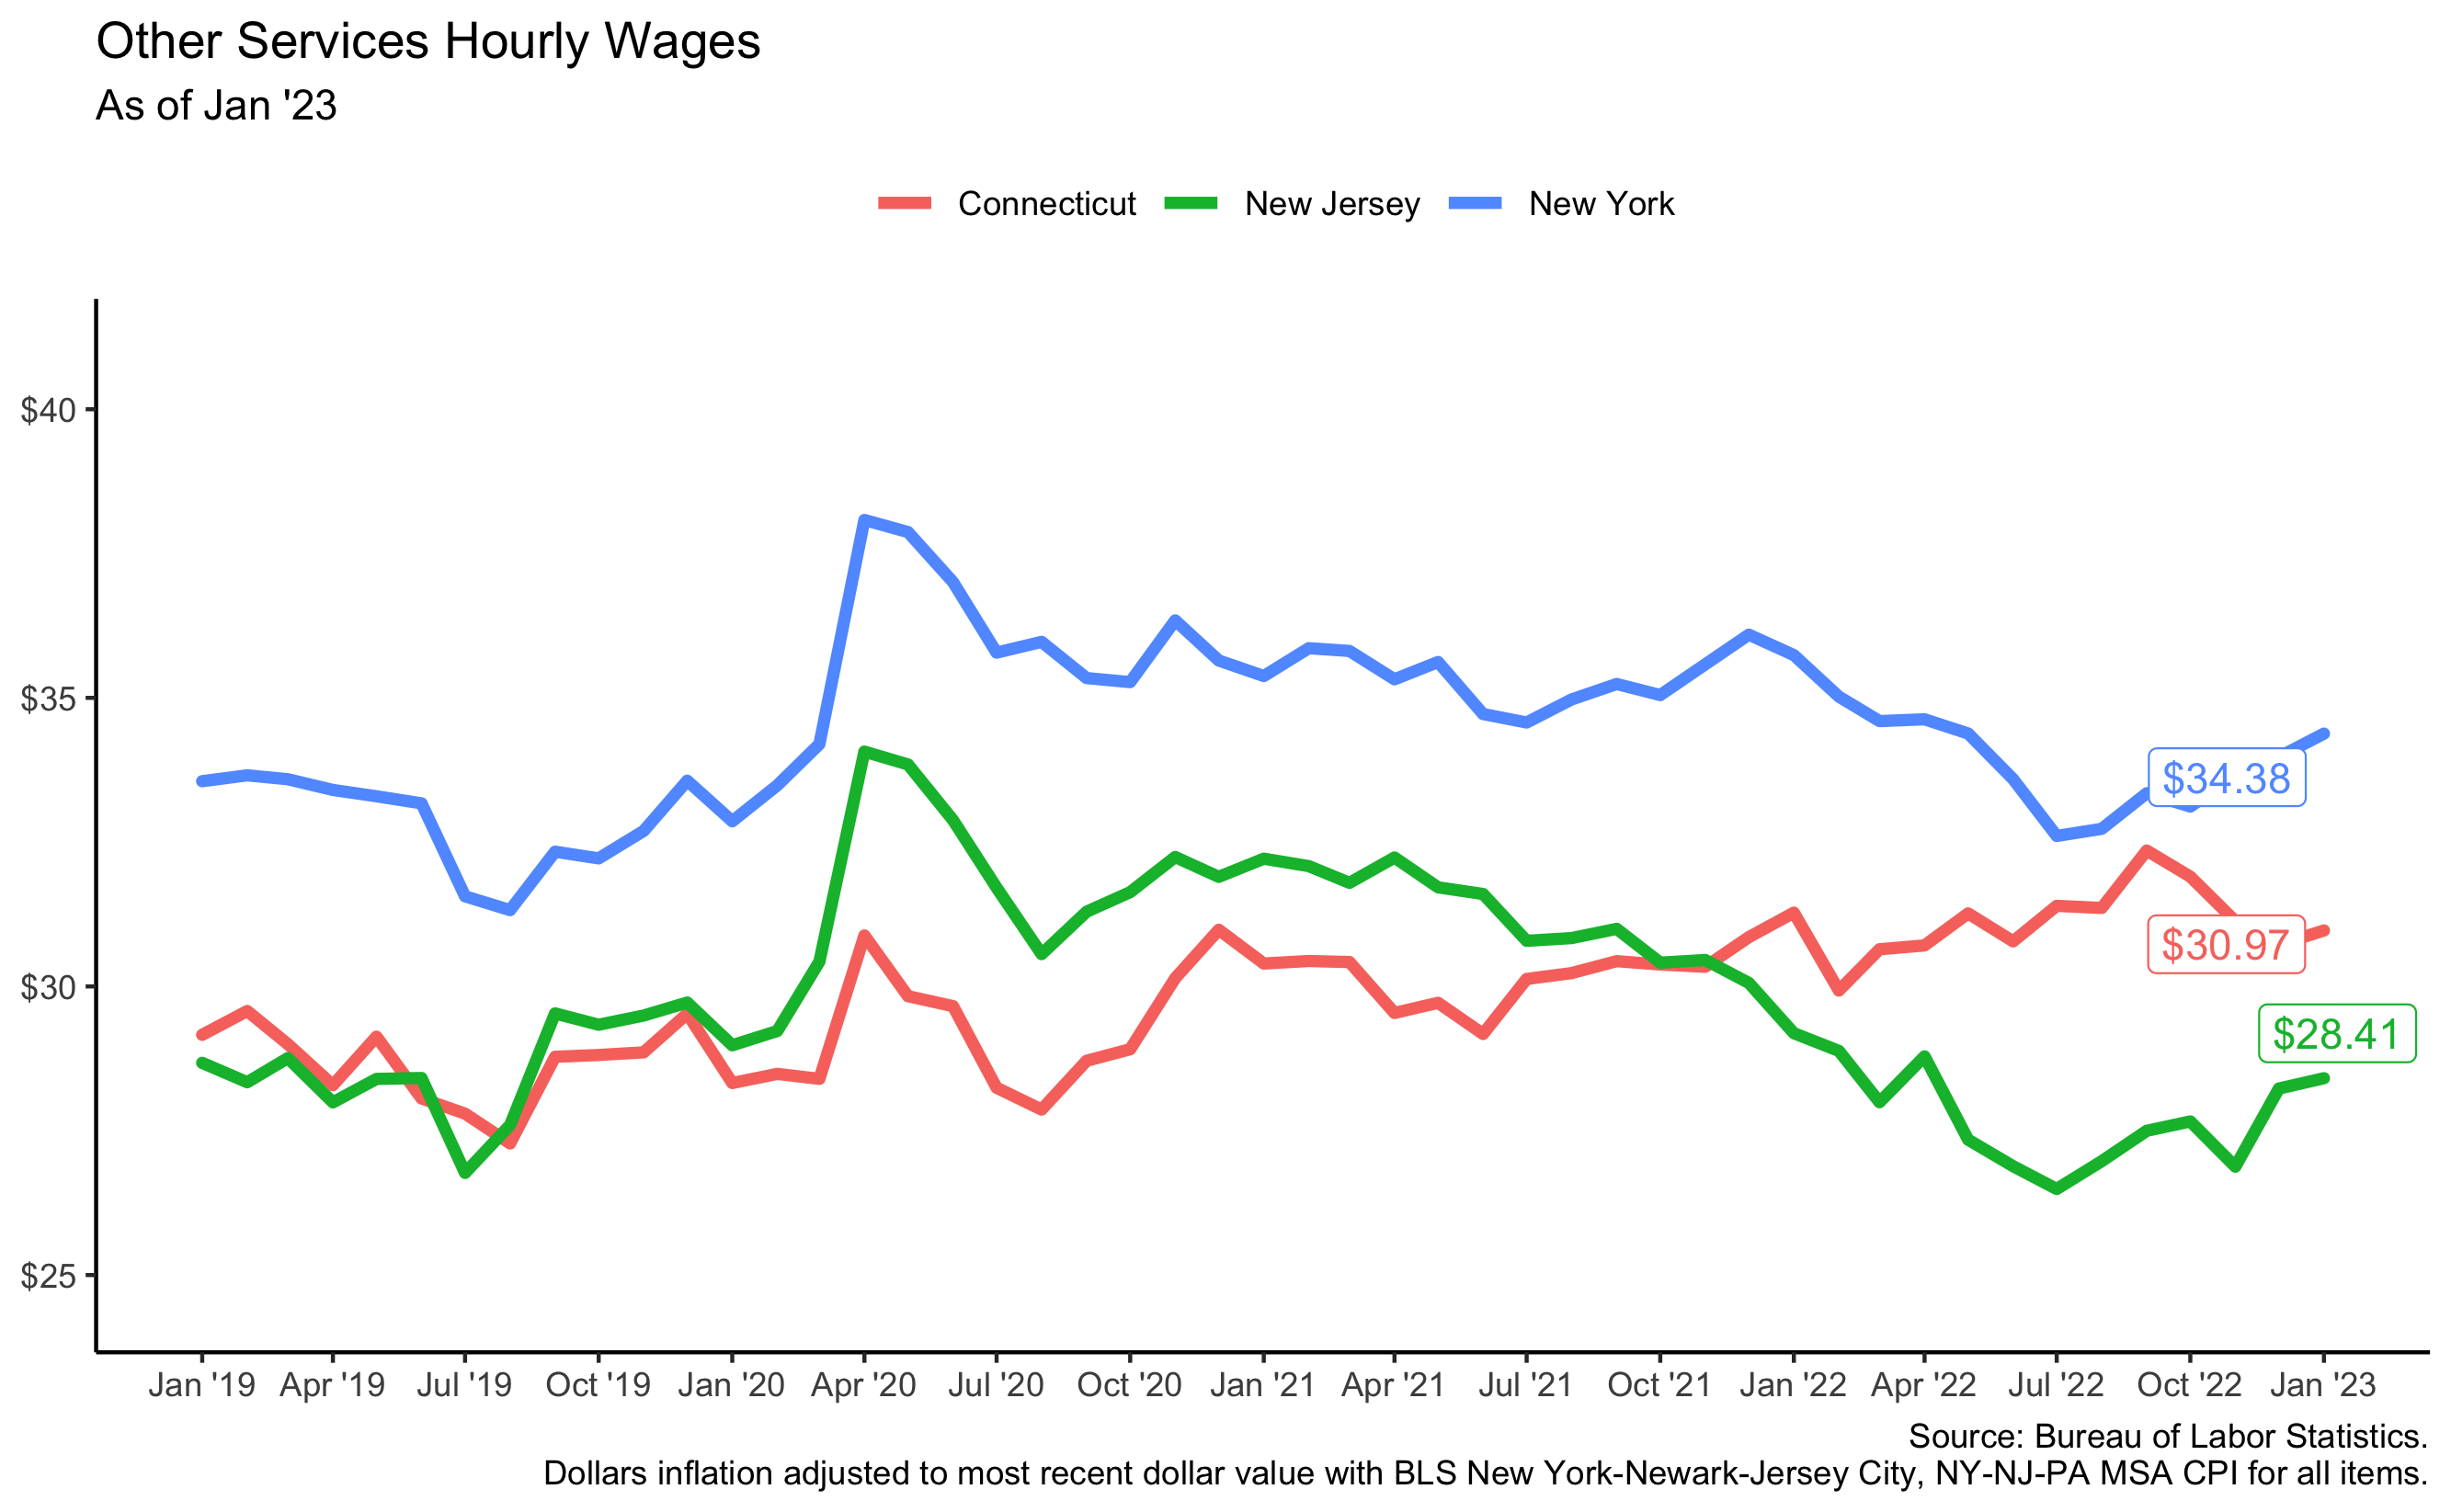 Other Services Hourly Wages
As of Jan '23
Connecticut New Jersey New York
$40
$35
$30
$25
$34.38
$30.97
$28.41
Jan '19 Apr '19 Jul '19 Oct '19 Jan '20 Apr '20 Jul '20 Oct '20 Jan '21 Apr '21 Jul '21 Oct '21 Jan '22 Apr '22 Jul '22 Oct '22 Jan '23
Source: Bureau of Labor Statistics.
Dollars inflation adjusted to most recent dollar value with BLS New York-Newark-Jersey City, NY-NJ-PA MSA CPI for all items.